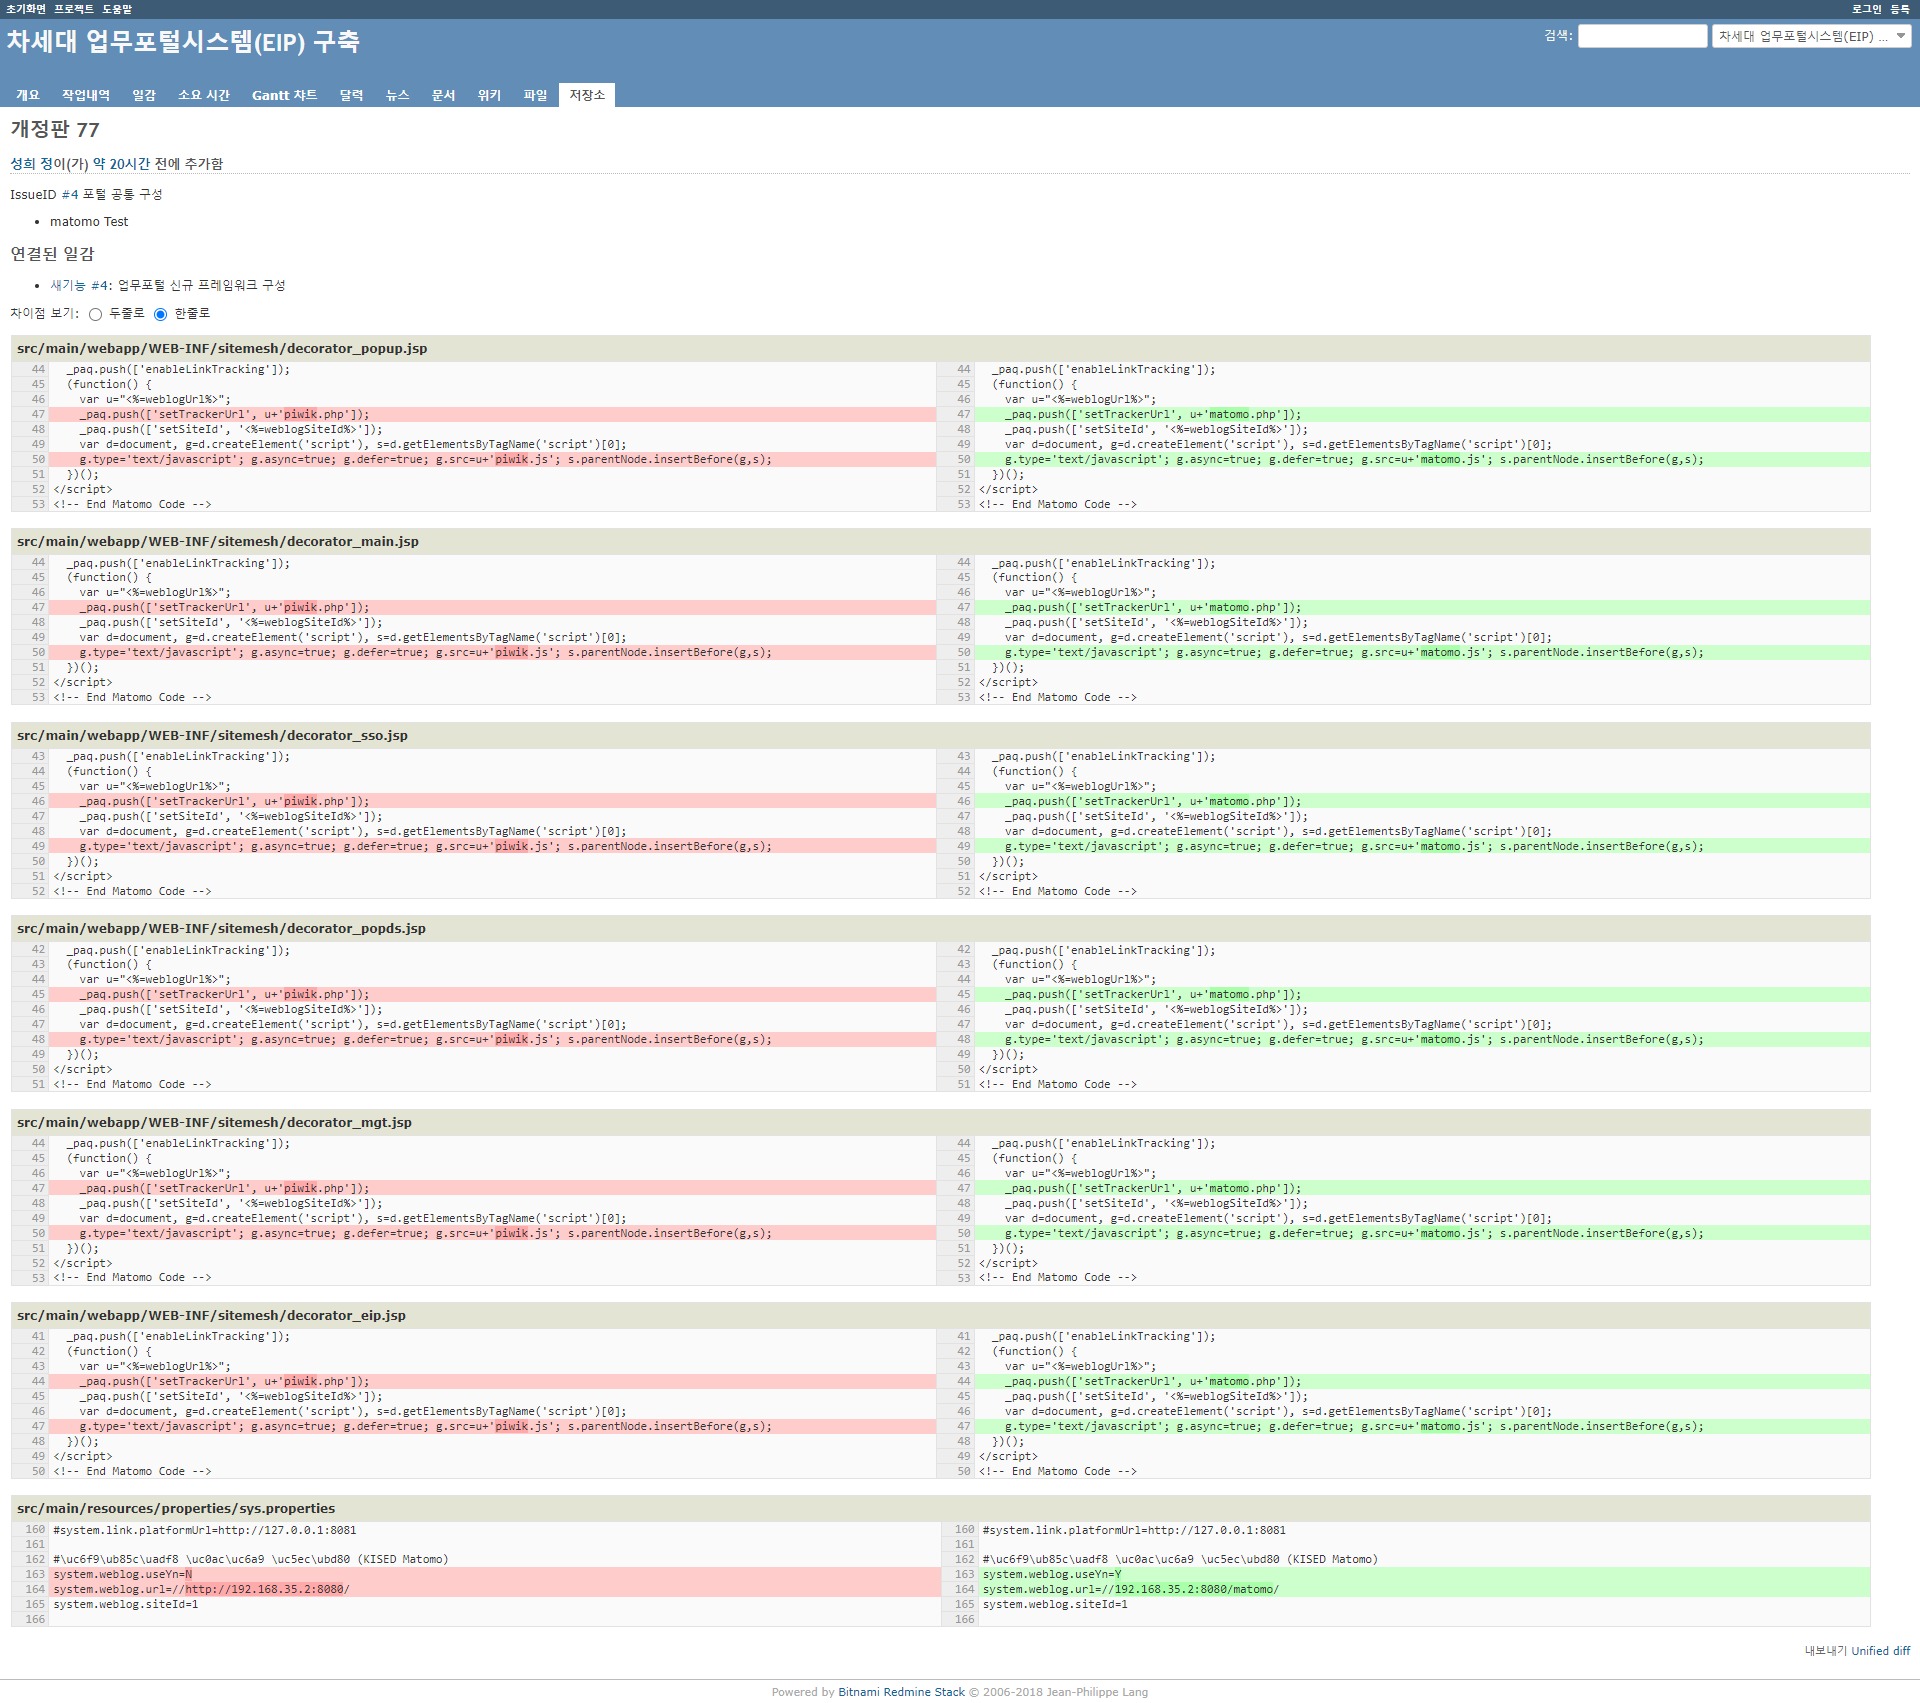 초기화면 프로젝트 도움말
로그인 등록
차세대 업무포털시스템(EIP) 구축
검색:
차세대 업무포털시스템(EIP) ...
개요 작업내역 일감 소요 시간 Gantt 차트 달력 뉴스 문서 위키 파일 저장소
개정판 77
성희 정이(가) 약 20시간 전에 추가함
IssueID #4 포털 공통 구성
• matomo Test
연결된 일감
• 새기능 #4: 업무포털 신규 프레임워크 구성
차이점 보기: 두줄로 한줄로
src/main/webapp/WEB-INF/sitemesh/decorator_popup.jsp
44 _paq.push(['enableLinkTracking']); 44 _paq.push(['enableLinkTracking']);
45 (function() { 45 (function() {
46 var u="<%=weblogUrl%>"; 46 var u="<%=weblogUrl%>";
47 _paq.push(['setTrackerUrl', u+'piwik.php']); 47 _paq.push(['setTrackerUrl', u+'matomo.php']);
48 _paq.push(['setSiteId', '<%=weblogSiteId%>']); 48 _paq.push(['setSiteId', '<%=weblogSiteId%>']);
49 var d=document, g=d.createElement('script'), s=d.getElementsByTagName('script')[0]; 49 var d=document, g=d.createElement('script'), s=d.getElementsByTagName('script')[0];
50 g.type='text/javascript'; g.async=true; g.defer=true; g.src=u+'piwik.js'; s.parentNode.insertBefore(g,s); 50 g.type='text/javascript'; g.async=true; g.defer=true; g.src=u+'matomo.js'; s.parentNode.insertBefore(g,s);
51 })(); 51 })();
52 </script> 52 </script>
53 <!-- End Matomo Code --> 53 <!-- End Matomo Code -->
src/main/webapp/WEB-INF/sitemesh/decorator_main.jsp
44 _paq.push(['enableLinkTracking']); 44 _paq.push(['enableLinkTracking']);
45 (function() { 45 (function() {
46 var u="<%=weblogUrl%>"; 46 var u="<%=weblogUrl%>";
47 _paq.push(['setTrackerUrl', u+'piwik.php']); 47 _paq.push(['setTrackerUrl', u+'matomo.php']);
48 _paq.push(['setSiteId', '<%=weblogSiteId%>']); 48 _paq.push(['setSiteId', '<%=weblogSiteId%>']);
49 var d=document, g=d.createElement('script'), s=d.getElementsByTagName('script')[0]; 49 var d=document, g=d.createElement('script'), s=d.getElementsByTagName('script')[0];
50 g.type='text/javascript'; g.async=true; g.defer=true; g.src=u+'piwik.js'; s.parentNode.insertBefore(g,s); 50 g.type='text/javascript'; g.async=true; g.defer=true; g.src=u+'matomo.js'; s.parentNode.insertBefore(g,s);
51 })(); 51 })();
52 </script> 52 </script>
53 <!-- End Matomo Code --> 53 <!-- End Matomo Code -->
src/main/webapp/WEB-INF/sitemesh/decorator_sso.jsp
43 _paq.push(['enableLinkTracking']); 43 _paq.push(['enableLinkTracking']);
44 (function() { 44 (function() {
45 var u="<%=weblogUrl%>"; 45 var u="<%=weblogUrl%>";
46 _paq.push(['setTrackerUrl', u+'piwik.php']); 46 _paq.push(['setTrackerUrl', u+'matomo.php']);
47 _paq.push(['setSiteId', '<%=weblogSiteId%>']); 47 _paq.push(['setSiteId', '<%=weblogSiteId%>']);
48 var d=document, g=d.createElement('script'), s=d.getElementsByTagName('script')[0]; 48 var d=document, g=d.createElement('script'), s=d.getElementsByTagName('script')[0];
49 g.type='text/javascript'; g.async=true; g.defer=true; g.src=u+'piwik.js'; s.parentNode.insertBefore(g,s); 49 g.type='text/javascript'; g.async=true; g.defer=true; g.src=u+'matomo.js'; s.parentNode.insertBefore(g,s);
50 })(); 50 })();
51 </script> 51 </script>
52 <!-- End Matomo Code --> 52 <!-- End Matomo Code -->
src/main/webapp/WEB-INF/sitemesh/decorator_popds.jsp
42 _paq.push(['enableLinkTracking']); 42 _paq.push(['enableLinkTracking']);
43 (function() { 43 (function() {
44 var u="<%=weblogUrl%>"; 44 var u="<%=weblogUrl%>";
45 _paq.push(['setTrackerUrl', u+'piwik.php']); 45 _paq.push(['setTrackerUrl', u+'matomo.php']);
46 _paq.push(['setSiteId', '<%=weblogSiteId%>']); 46 _paq.push(['setSiteId', '<%=weblogSiteId%>']);
47 var d=document, g=d.createElement('script'), s=d.getElementsByTagName('script')[0]; 47 var d=document, g=d.createElement('script'), s=d.getElementsByTagName('script')[0];
48 g.type='text/javascript'; g.async=true; g.defer=true; g.src=u+'piwik.js'; s.parentNode.insertBefore(g,s); 48 g.type='text/javascript'; g.async=true; g.defer=true; g.src=u+'matomo.js'; s.parentNode.insertBefore(g,s);
49 })(); 49 })();
50 </script> 50 </script>
51 <!-- End Matomo Code --> 51 <!-- End Matomo Code -->
src/main/webapp/WEB-INF/sitemesh/decorator_mgt.jsp
44 _paq.push(['enableLinkTracking']); 44 _paq.push(['enableLinkTracking']);
45 (function() { 45 (function() {
46 var u="<%=weblogUrl%>"; 46 var u="<%=weblogUrl%>";
47 _paq.push(['setTrackerUrl', u+'piwik.php']); 47 _paq.push(['setTrackerUrl', u+'matomo.php']);
48 _paq.push(['setSiteId', '<%=weblogSiteId%>']); 48 _paq.push(['setSiteId', '<%=weblogSiteId%>']);
49 var d=document, g=d.createElement('script'), s=d.getElementsByTagName('script')[0]; 49 var d=document, g=d.createElement('script'), s=d.getElementsByTagName('script')[0];
50 g.type='text/javascript'; g.async=true; g.defer=true; g.src=u+'piwik.js'; s.parentNode.insertBefore(g,s); 50 g.type='text/javascript'; g.async=true; g.defer=true; g.src=u+'matomo.js'; s.parentNode.insertBefore(g,s);
51 })(); 51 })();
52 </script> 52 </script>
53 <!-- End Matomo Code --> 53 <!-- End Matomo Code -->
src/main/webapp/WEB-INF/sitemesh/decorator_eip.jsp
41 _paq.push(['enableLinkTracking']); 41 _paq.push(['enableLinkTracking']);
42 (function() { 42 (function() {
43 var u="<%=weblogUrl%>"; 43 var u="<%=weblogUrl%>";
44 _paq.push(['setTrackerUrl', u+'piwik.php']); 44 _paq.push(['setTrackerUrl', u+'matomo.php']);
45 _paq.push(['setSiteId', '<%=weblogSiteId%>']); 45 _paq.push(['setSiteId', '<%=weblogSiteId%>']);
46 var d=document, g=d.createElement('script'), s=d.getElementsByTagName('script')[0]; 46 var d=document, g=d.createElement('script'), s=d.getElementsByTagName('script')[0];
47 g.type='text/javascript'; g.async=true; g.defer=true; g.src=u+'piwik.js'; s.parentNode.insertBefore(g,s); 47 g.type='text/javascript'; g.async=true; g.defer=true; g.src=u+'matomo.js'; s.parentNode.insertBefore(g,s);
48 })(); 48 })();
49 </script> 49 </script>
50 <!-- End Matomo Code --> 50 <!-- End Matomo Code -->
src/main/resources/properties/sys.properties
160 #system.link.platformUrl=http://127.0.0.1:8081 160 #system.link.platformUrl=http://127.0.0.1:8081
161 161
162 #\uc6f9\ub85c\uadf8 \uc0ac\uc6a9 \uc5ec\ubd80 (KISED Matomo) 162 #\uc6f9\ub85c\uadf8 \uc0ac\uc6a9 \uc5ec\ubd80 (KISED Matomo)
163 system.weblog.useYn=N 163 system.weblog.useYn=Y
164 system.weblog.url=//http://192.168.35.2:8080/ 164 system.weblog.url=//192.168.35.2:8080/matomo/
165 system.weblog.siteId=1 165 system.weblog.siteId=1
166 166
내보내기 Unified diff
Powered by Bitnami Redmine Stack © 2006-2018 Jean-Philippe Lang